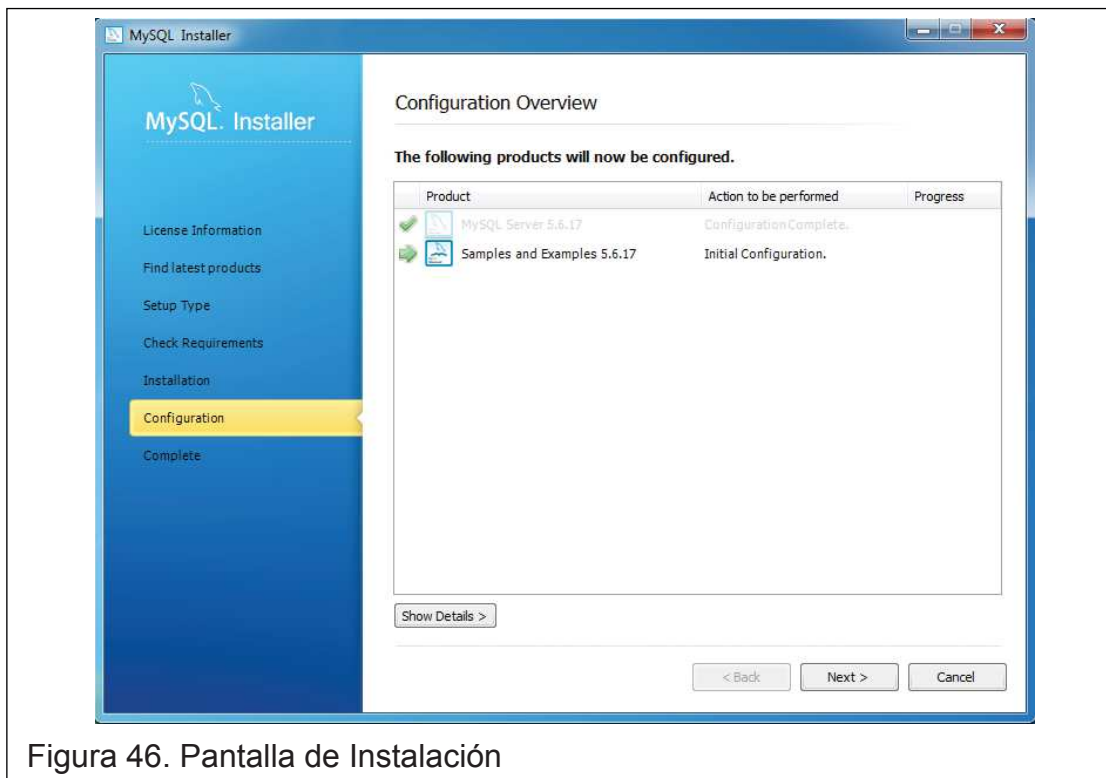 MySQL Installer
MySQL. Installer
License Information
Find latest products
Setup Type
Check Requirements
Installation
Configuration
Complete
Configuration Overview
The following products will now be configured.
Product Action to be performed Progress
MySQL Server 5.6.17 Configuration Complete.
Samples and Examples 5.6.17 Initial Configuration.
Show Details >
< Back Next > Cancel
Figura 46. Pantalla de Instalación